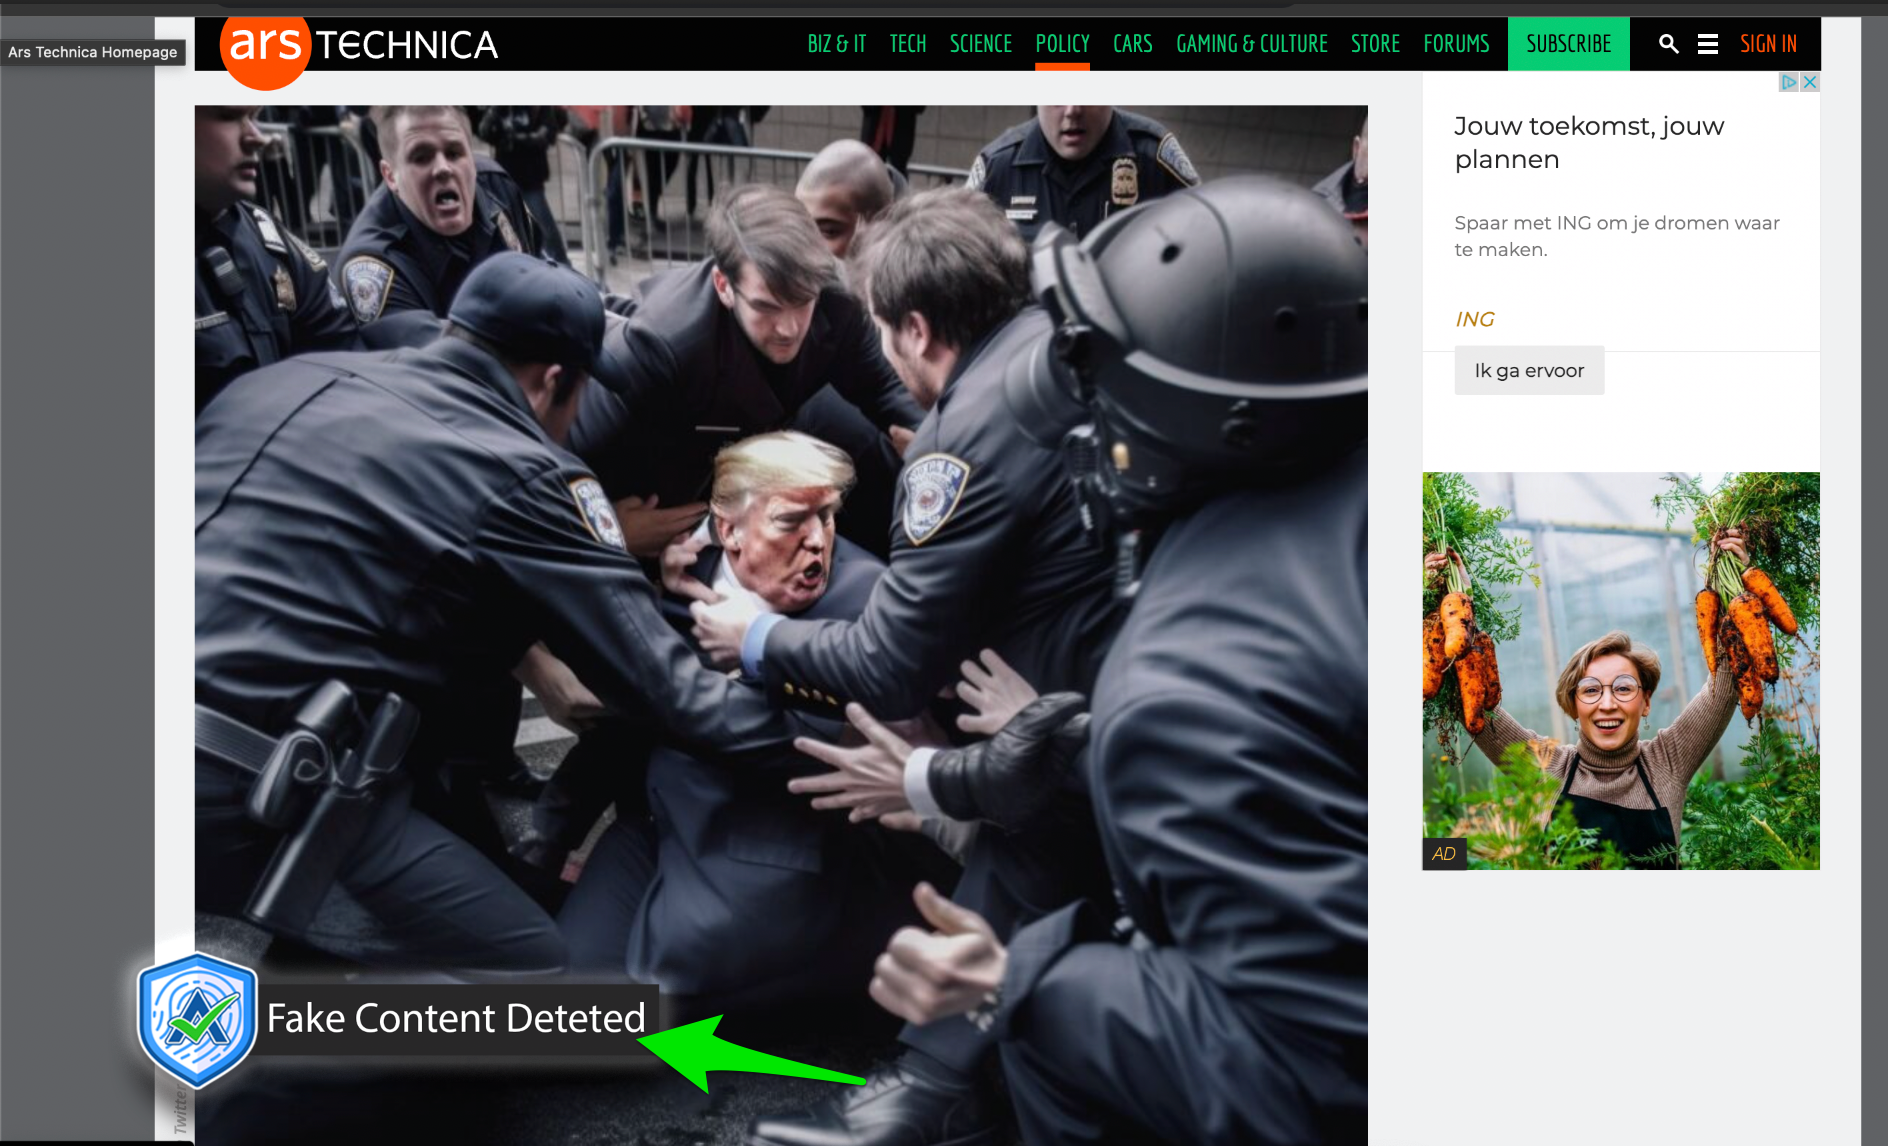 Ars Technica Homepage
ars TECHNICA
BIZ & IT TECH SCIENCE POLICY CARS GAMING & CULTURE STORE FORUMS SUBSCRIBE SIGN IN
Jouw toekomst, jouw
plannen
Spaar met ING om je dromen waar
te maken.
ING
Ik ga ervoor
AD
Fake Content Deteted
Twitter